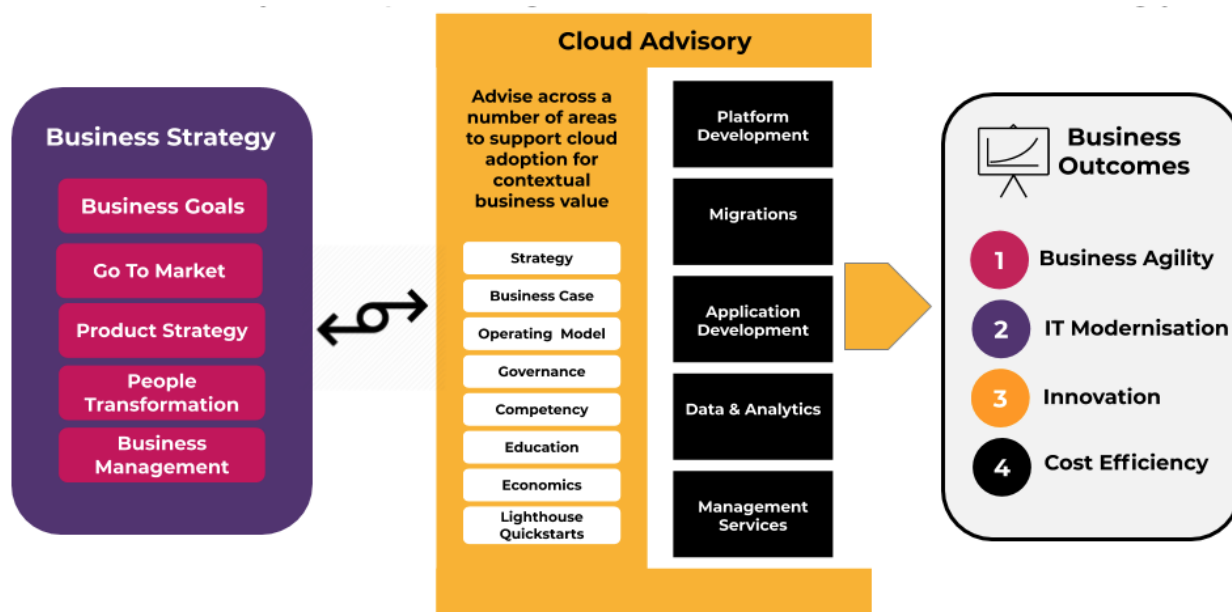 Cloud Advisory
Business Strategy
Business Goals
Go To Market
Product Strategy
People
Transformation
Business
Management
Advise across a
number of areas
to support cloud
adoption for
contextual
business value
Strategy
Business Case
Operating Model
Governance
Competency
Education
Economics
Lighthouse
Quickstarts
Platform
Development
Migrations
Application
Development
Data & Analytics
Management
Services
Business
Outcomes
1 Business Agility
2 IT Modernisation
3 Innovation
4 Cost Efficiency